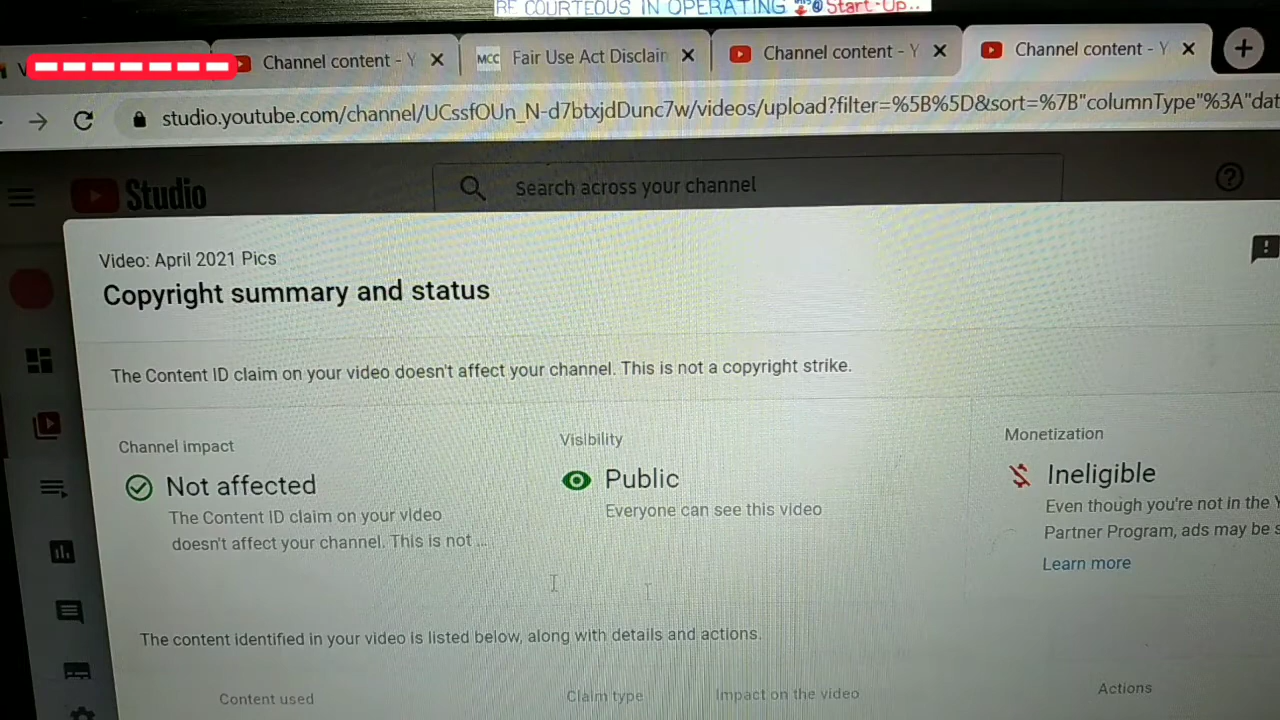 RE COURTEOUS IN OPERATING @Start-Up..
Channel content - Y
MCC Fair Use Act Disclain
Channel content - Y
Channel content - Y
studio.youtube.com/channel/UCssfOUn_N-d7btxjdDunc7w/videos/upload?filter=%5B%5D&sort=%7B"columnType"%3A"dat
Studio
Search across your channel
Video: April 2021 Pics
Copyright summary and status
The Content ID claim on your video doesn't affect your channel. This is not a copyright strike.
Channel impact
Not affected
The Content ID claim on your video
doesn't affect your channel. This is not ...
Visibility
Public
Everyone can see this video
Monetization
Ineligible
Even though you're not in the Y
Partner Program, ads may be s
Learn more
The content identified in your video is listed below, along with details and actions.
Content used
Claim type
Impact on the video
Actions